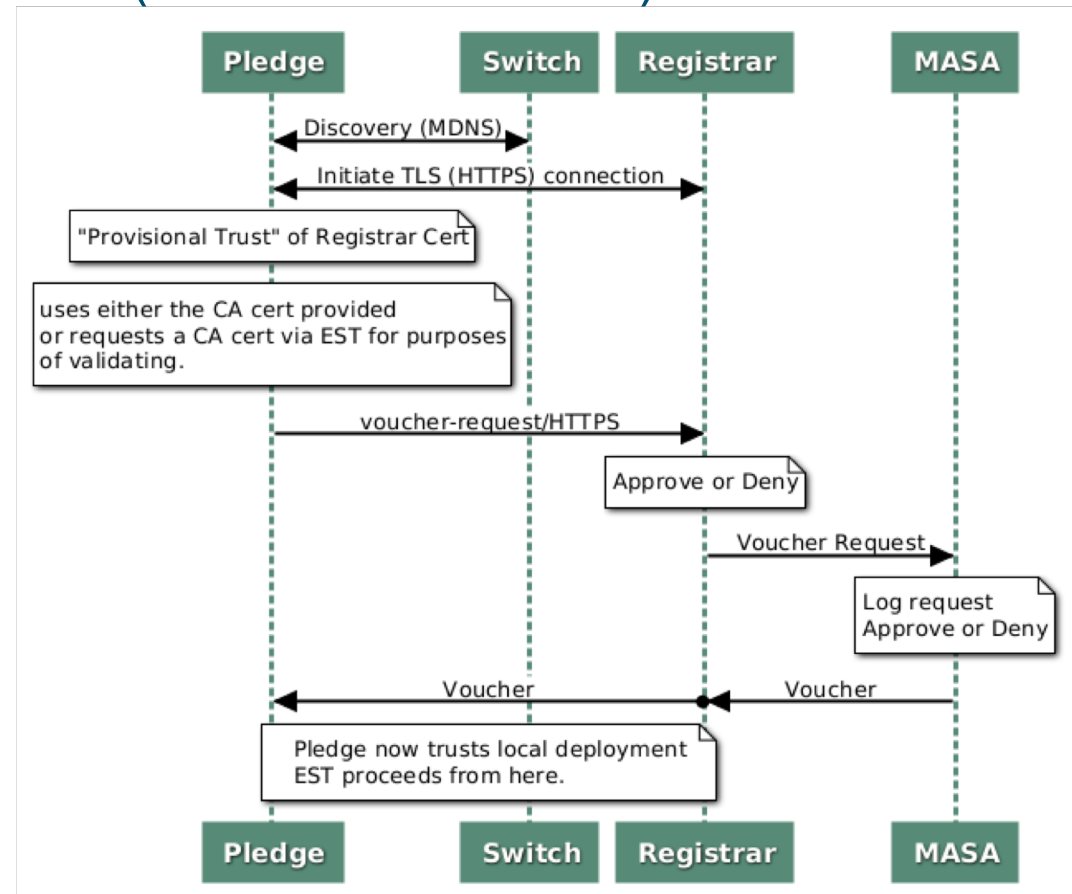 Pledge Switch Registrar MASA
Discovery (MDNS)
Initiate TLS (HTTPS) connection
"Provisional Trust" of Registrar Cert
uses either the CA cert provided
or requests a CA cert via EST for purposes
of validating.
voucher-request/HTTPS
Approve or Deny
Voucher Request
Log request
Approve or Deny
Voucher Voucher
Pledge now trusts local deployment
EST proceeds from here.
Pledge Switch Registrar MASA